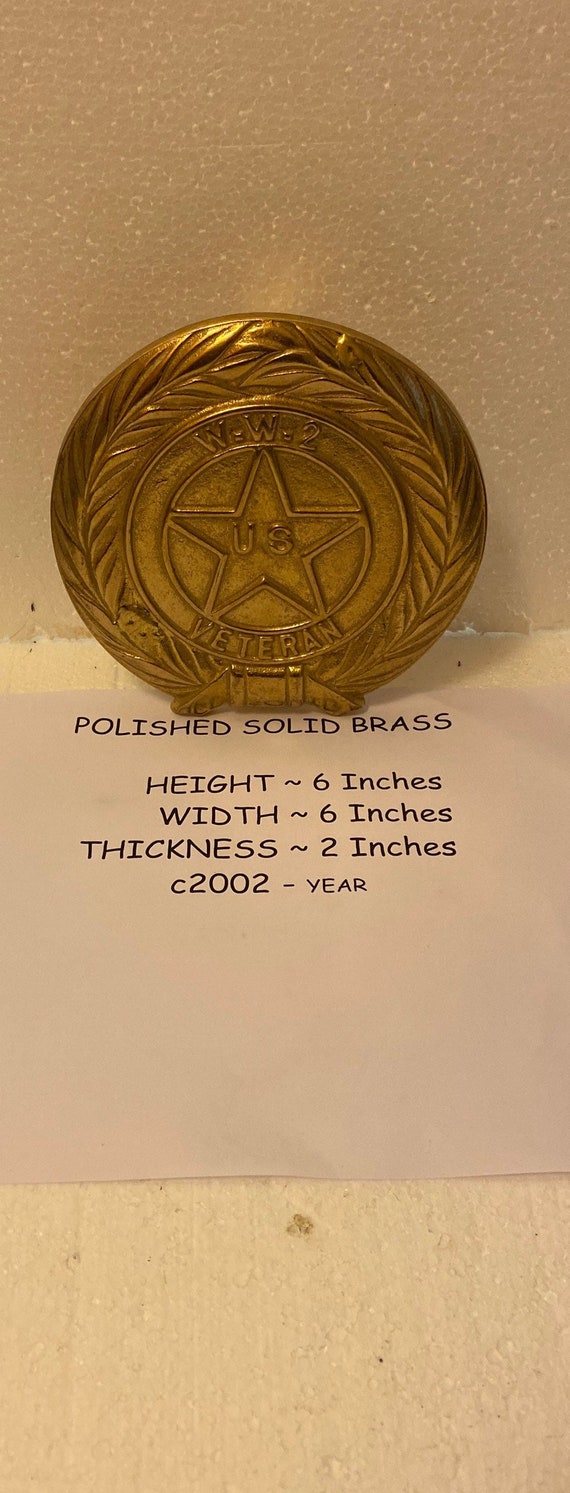 W.W.2
US
VETERAN
POLISHED SOLID BRASS
HEIGHT ~ 6 Inches
WIDTH ~ 6 Inches
THICKNESS ~ 2 Inches
c2002 - YEAR